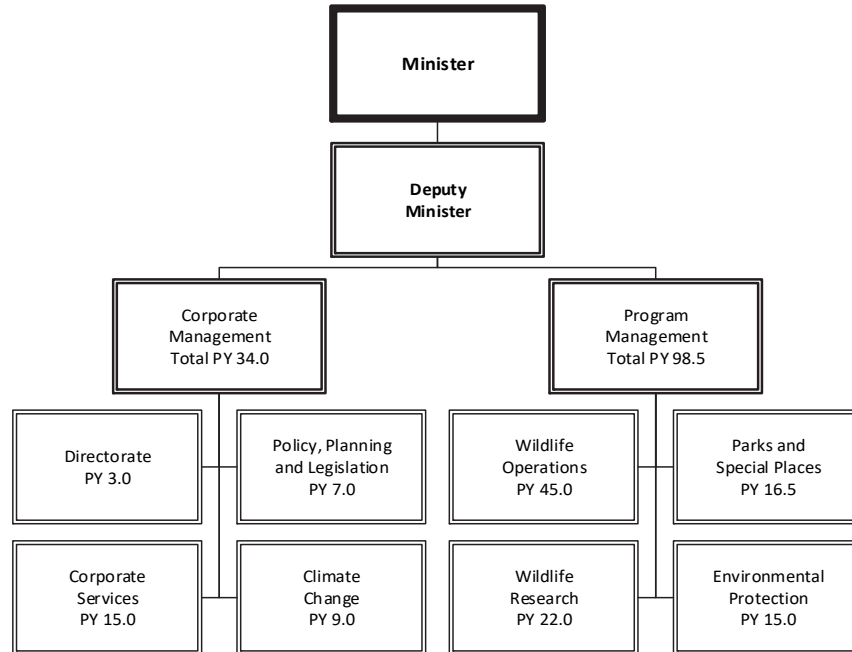 Minister
Deputy
Minister
Corporate
Management
Total PY 34.0
Program
Management
Total PY 98.5
Directorate
PY 3.0
Policy, Planning
and Legislation
PY 7.0
Wildlife
Operations
PY 45.0
Parks and
Special Places
PY 16.5
Corporate
Services
PY 15.0
Climate
Change
PY 9.0
Wildlife
Research
PY 22.0
Environmental
Protection
PY 15.0